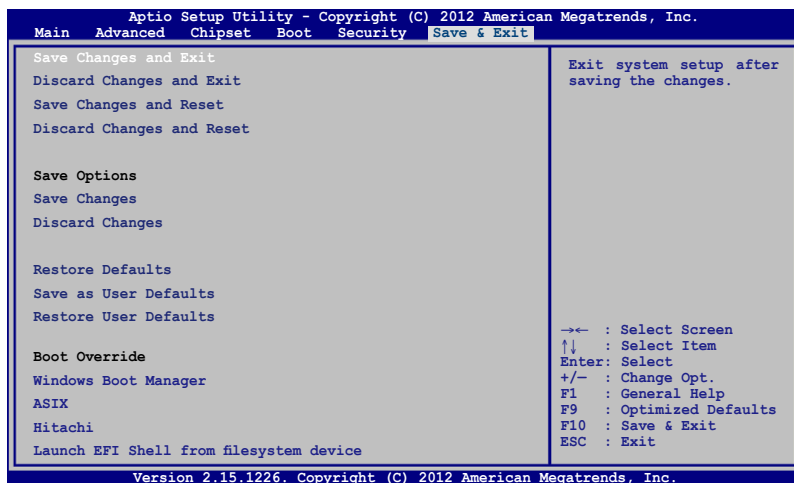 Aptio Setup Utility - Copyright (C) 2012 American Megatrends, Inc.
Main Advanced Chipset Boot Security Save & Exit
Save Changes and Exit
Discard Changes and Exit
Save Changes and Reset
Discard Changes and Reset
Save Options
Save Changes
Discard Changes
Restore Defaults
Save as User Defaults
Restore User Defaults
Boot Override
Windows Boot Manager
ASIX
Hitachi
Launch EFI Shell from filesystem device
Exit system setup after
saving the changes.
→← : Select Screen
↑↓ : Select Item
Enter: Select
+/− : Change Opt.
F1 : General Help
F9 : Optimized Defaults
F10 : Save & Exit
ESC : Exit
Version 2.15.1226. Copyright (C) 2012 American Megatrends, Inc.